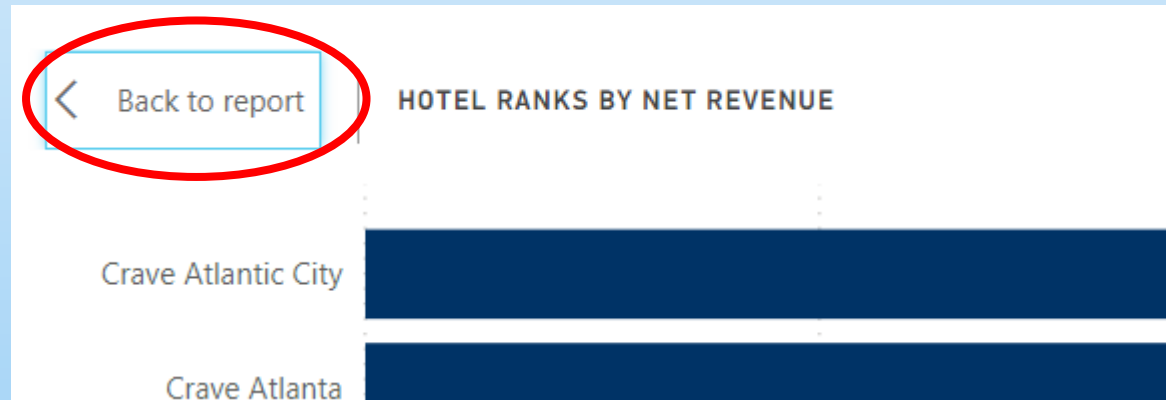 Back to report
HOTEL RANKS BY NET REVENUE
Crave Atlantic City
Crave Atlanta